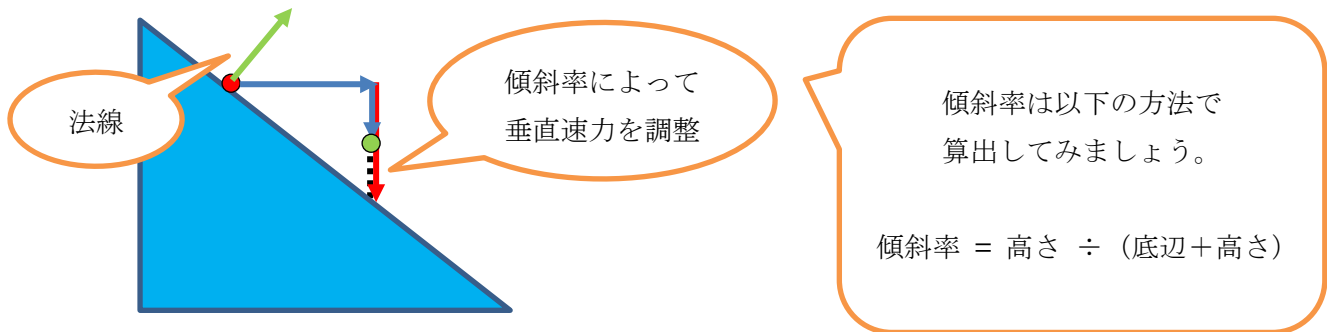 法線
傾斜率によって
垂直速力を調整
傾斜率は以下の方法で
算出してみましょう。
傾斜率 = 高さ ÷ (底辺+高さ)